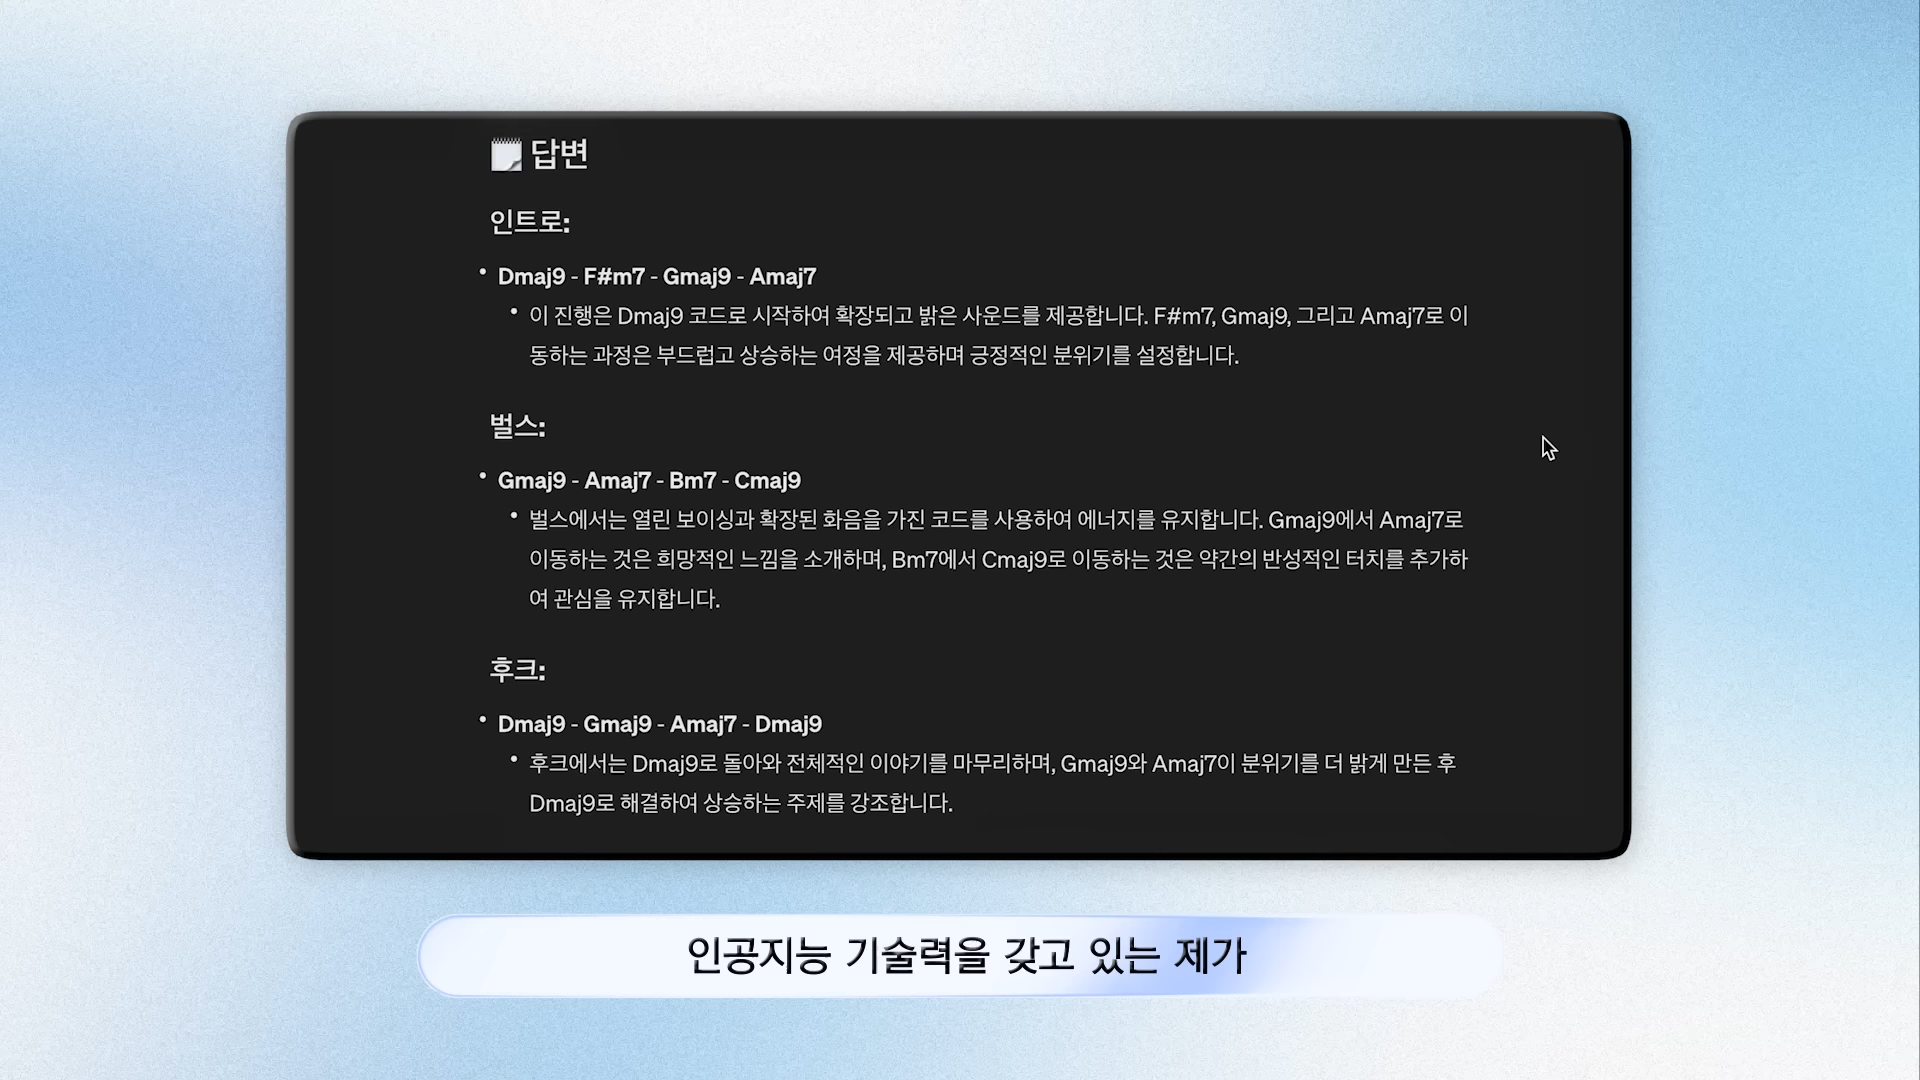 답변
인트로:
• Dmaj9 - F#m7 - Gmaj9 - Amaj7
• 이 진행은 Dmaj9 코드로 시작하여 확장되고 밝은 사운드를 제공합니다. F#m7, Gmaj9, 그리고 Amaj7로 이
동하는 과정은 부드럽고 상승하는 여정을 제공하며 긍정적인 분위기를 설정합니다.
벌스:
• Gmaj9 - Amaj7 - Bm7 - Cmaj9
• 벌스에서는 열린 보이싱과 확장된 화음을 가진 코드를 사용하여 에너지를 유지합니다. Gmaj9에서 Amaj7로
이동하는 것은 희망적인 느낌을 소개하며, Bm7에서 Cmaj9로 이동하는 것은 약간의 반성적인 터치를 추가하
여 관심을 유지합니다.
후크:
• Dmaj9 - Gmaj9 - Amaj7 - Dmaj9
• 후크에서는 Dmaj9로 돌아와 전체적인 이야기를 마무리하며, Gmaj9와 Amaj7이 분위기를 더 밝게 만든 후
Dmaj9로 해결하여 상승하는 주제를 강조합니다.
인공지능 기술력을 갖고 있는 제가